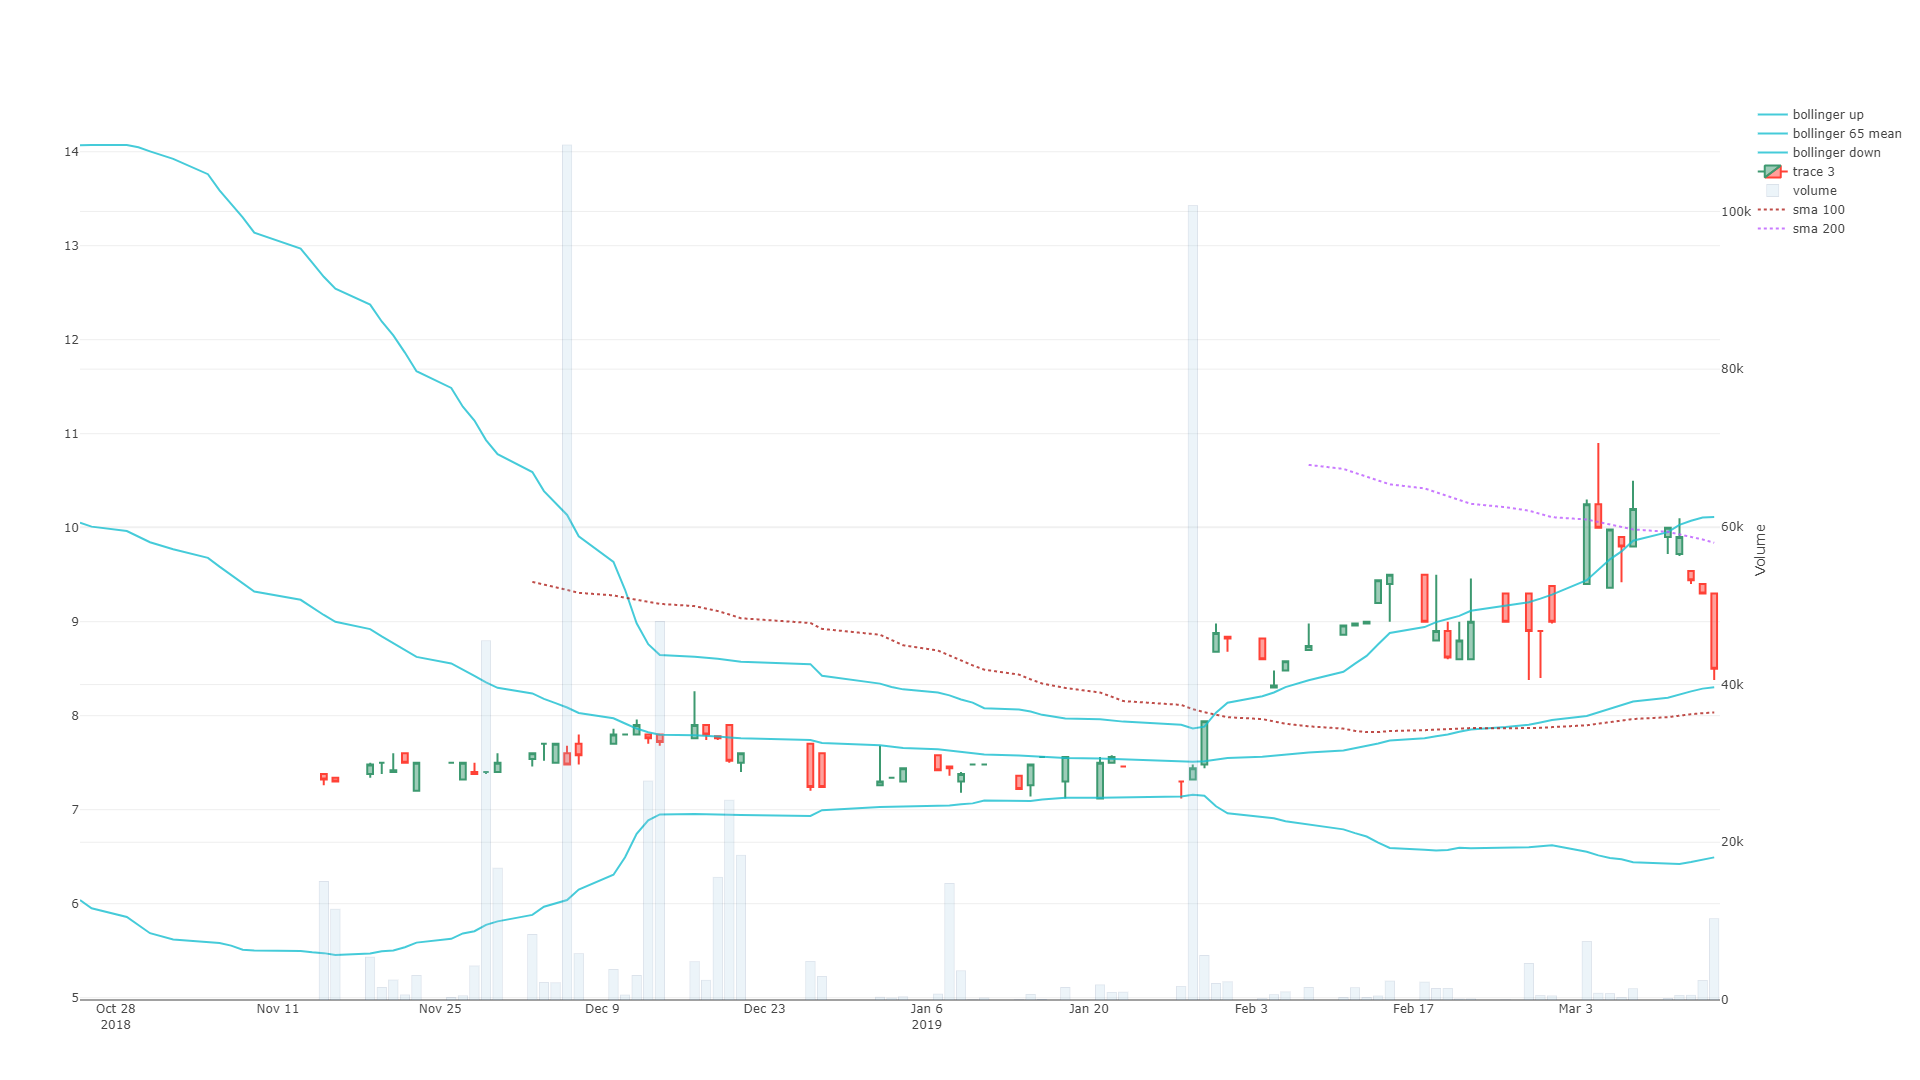 bollinger up
bollinger 65 mean
bollinger down
trace 3
volume
sma 100
sma 200
14
13
12
11
10
9
8
7
6
5
100k
80k
60k
40k
20k
0
Volume
Oct 28
2018
Nov 11
Nov 25
Dec 9
Dec 23
Jan 6
2019
Jan 20
Feb 3
Feb 17
Mar 3